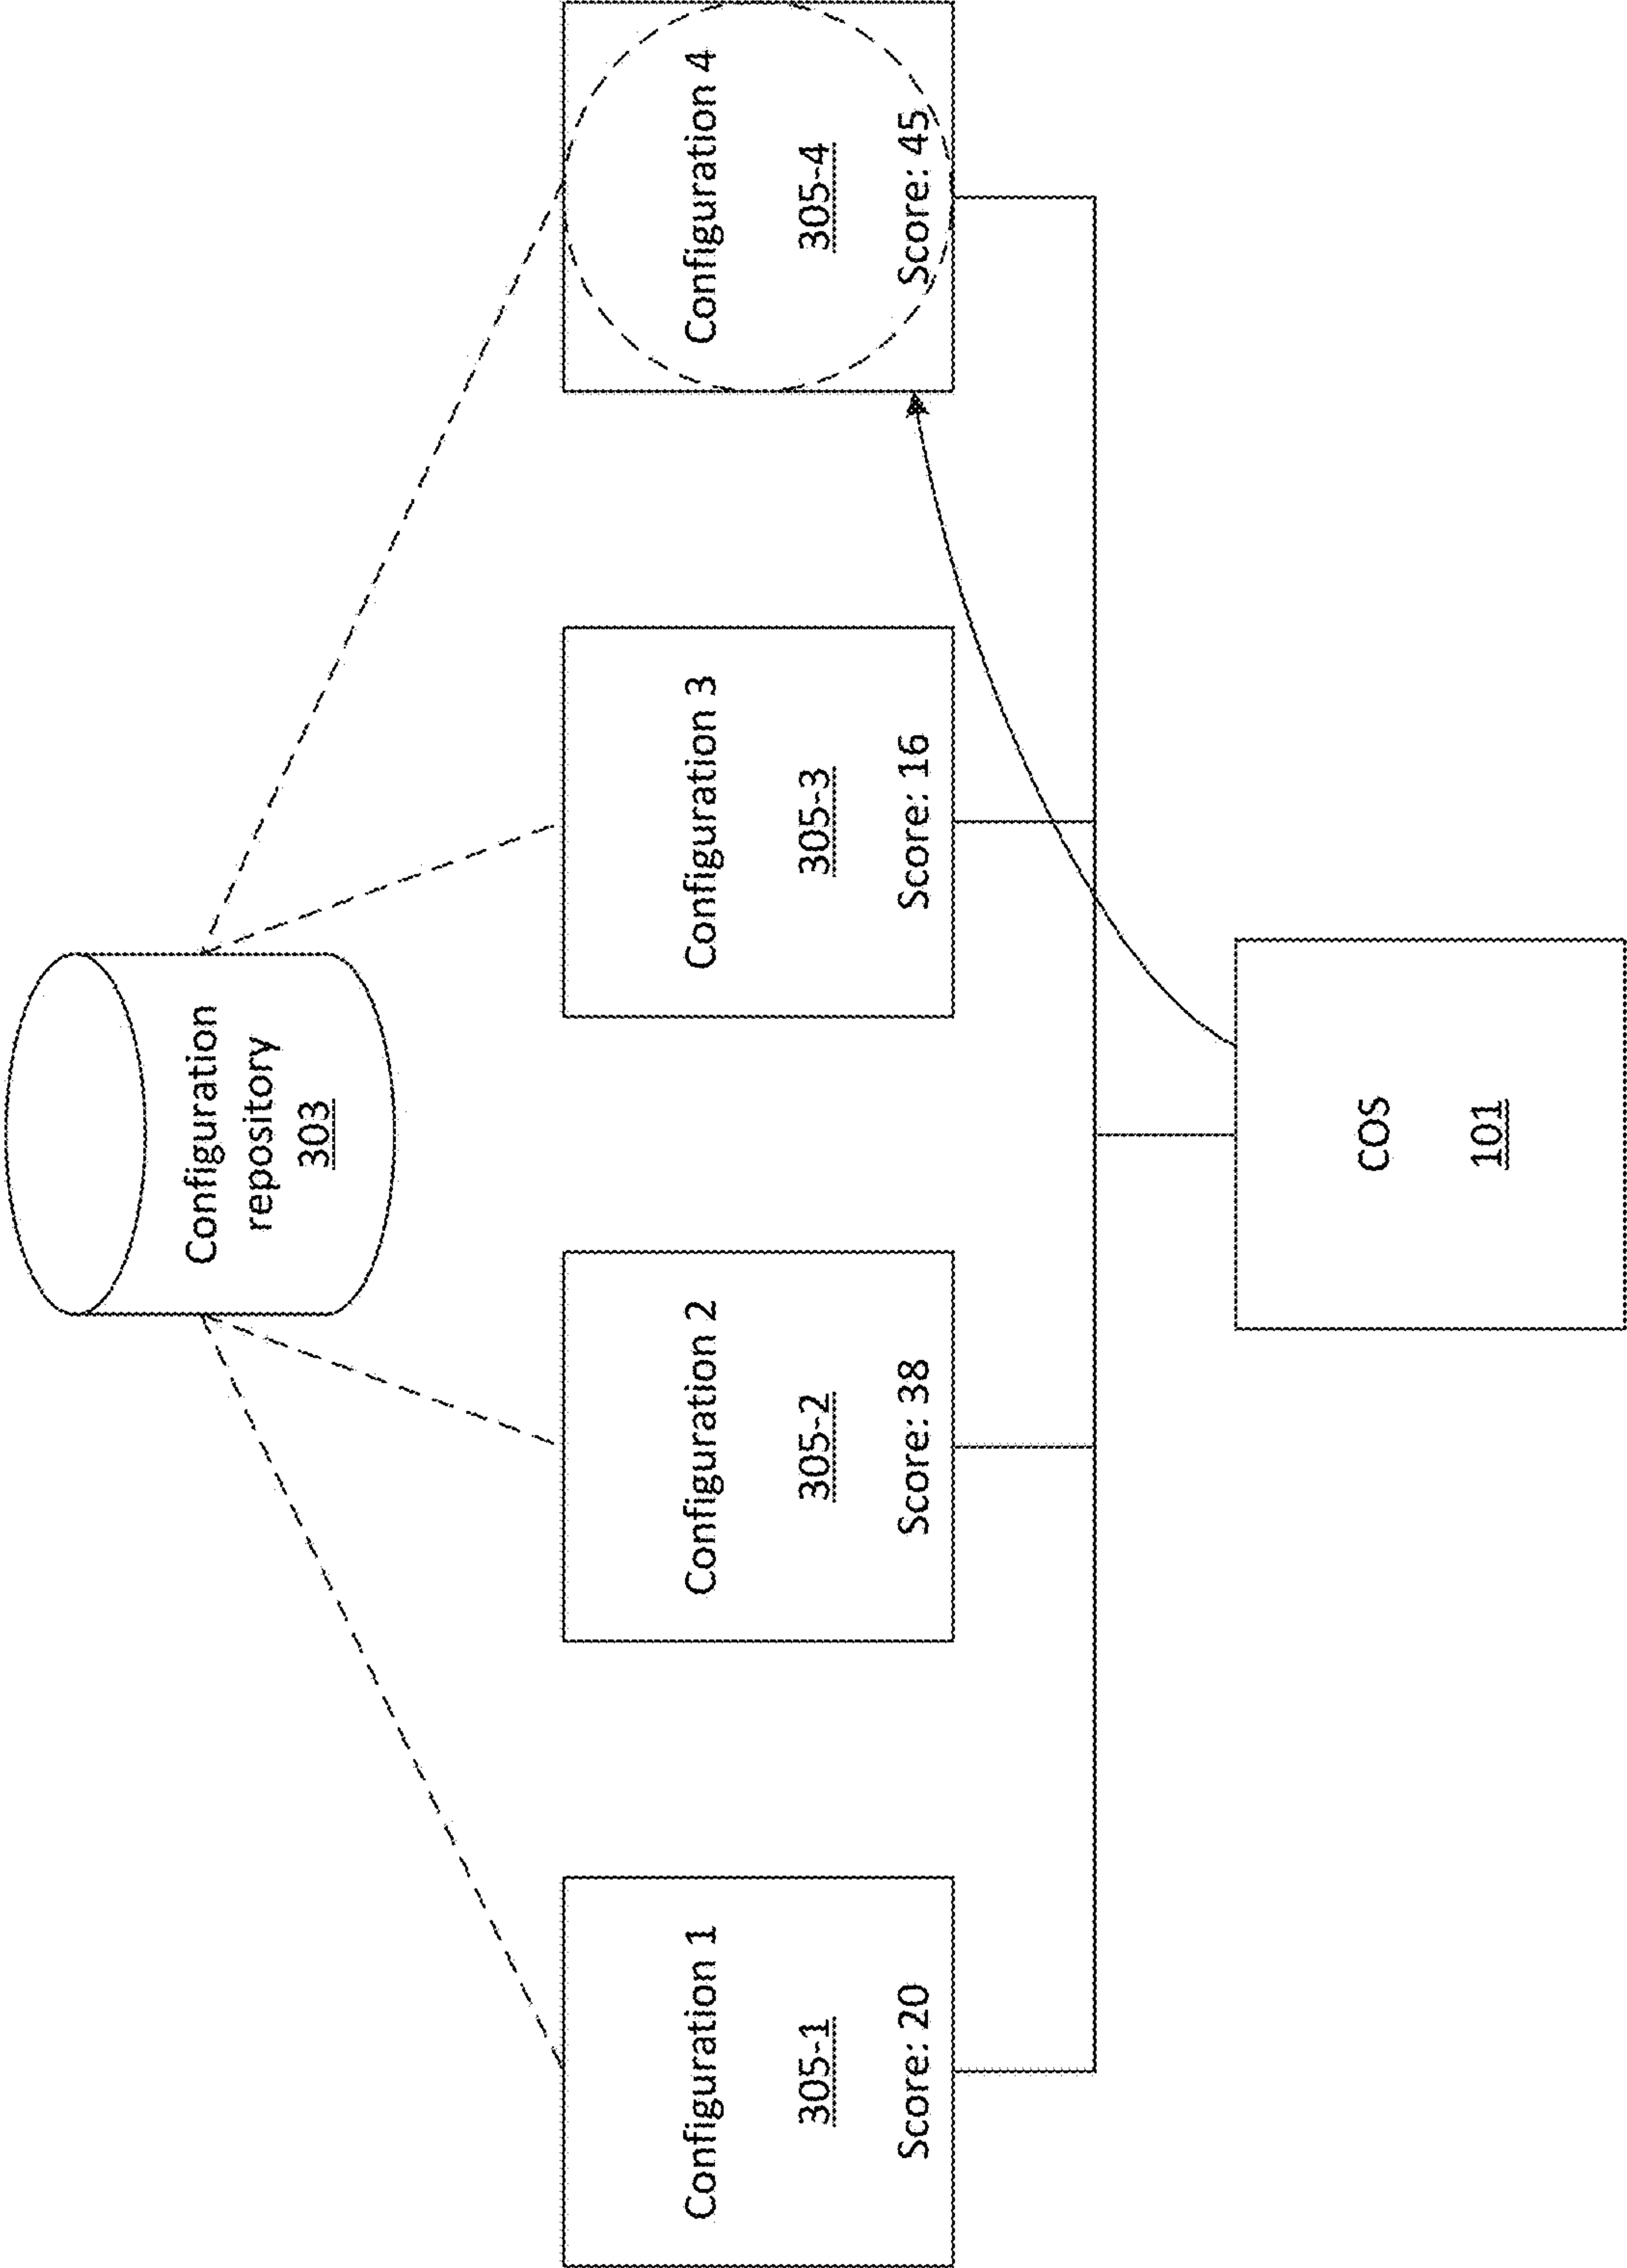 Configuration
repository
303
Configuration 1
305-1
Score: 20
Configuration 2
305-2
Score: 38
Configuration 3
305-3
Score: 16
Configuration 4
305-4
Score: 45
COS
101